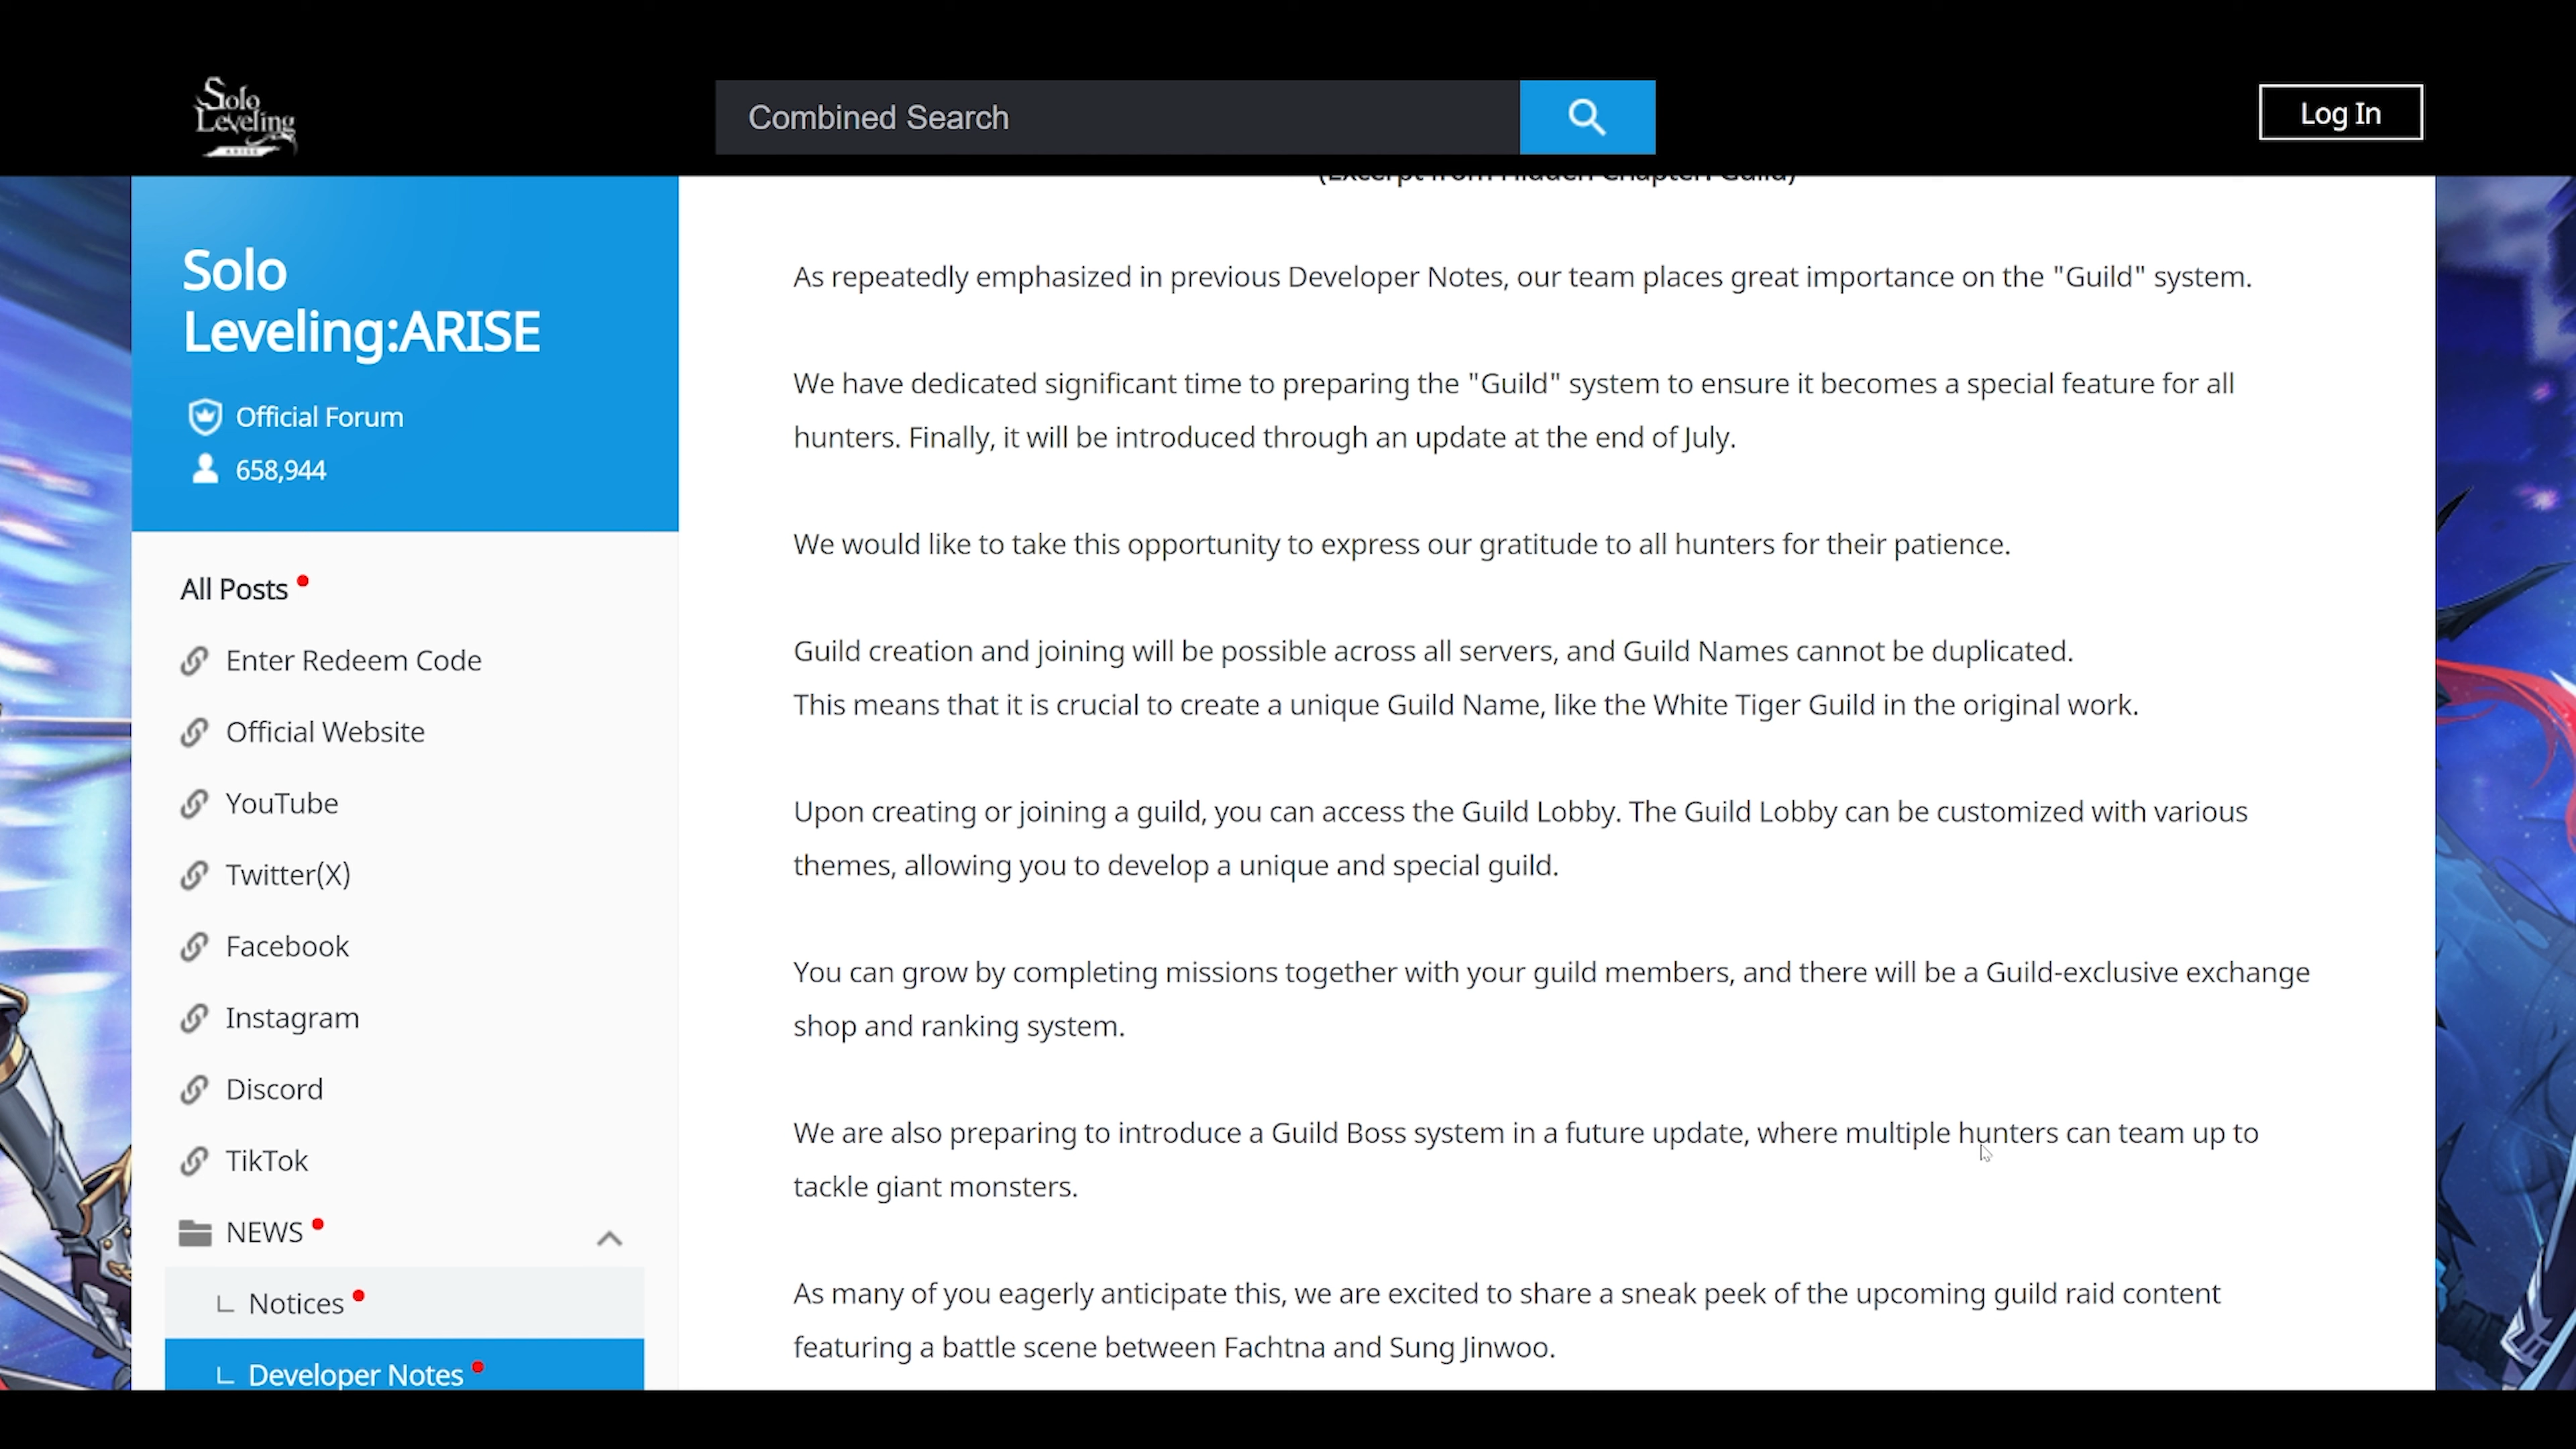 Solo
Leveling
ARISE
Combined Search
Log In
Solo
Leveling:ARISE
Official Forum
658,944
All Posts
Enter Redeem Code
Official Website
YouTube
Twitter(X)
Facebook
Instagram
Discord
TikTok
NEWS
Notices
Developer Notes
(Excerpt from Hidden Chapter: Guild)
As repeatedly emphasized in previous Developer Notes, our team places great importance on the "Guild" system.
We have dedicated significant time to preparing the "Guild" system to ensure it becomes a special feature for all
hunters. Finally, it will be introduced through an update at the end of July.
We would like to take this opportunity to express our gratitude to all hunters for their patience.
Guild creation and joining will be possible across all servers, and Guild Names cannot be duplicated.
This means that it is crucial to create a unique Guild Name, like the White Tiger Guild in the original work.
Upon creating or joining a guild, you can access the Guild Lobby. The Guild Lobby can be customized with various
themes, allowing you to develop a unique and special guild.
You can grow by completing missions together with your guild members, and there will be a Guild-exclusive exchange
shop and ranking system.
We are also preparing to introduce a Guild Boss system in a future update, where multiple hunters can team up to
tackle giant monsters.
As many of you eagerly anticipate this, we are excited to share a sneak peek of the upcoming guild raid content
featuring a battle scene between Fachtna and Sung Jinwoo.